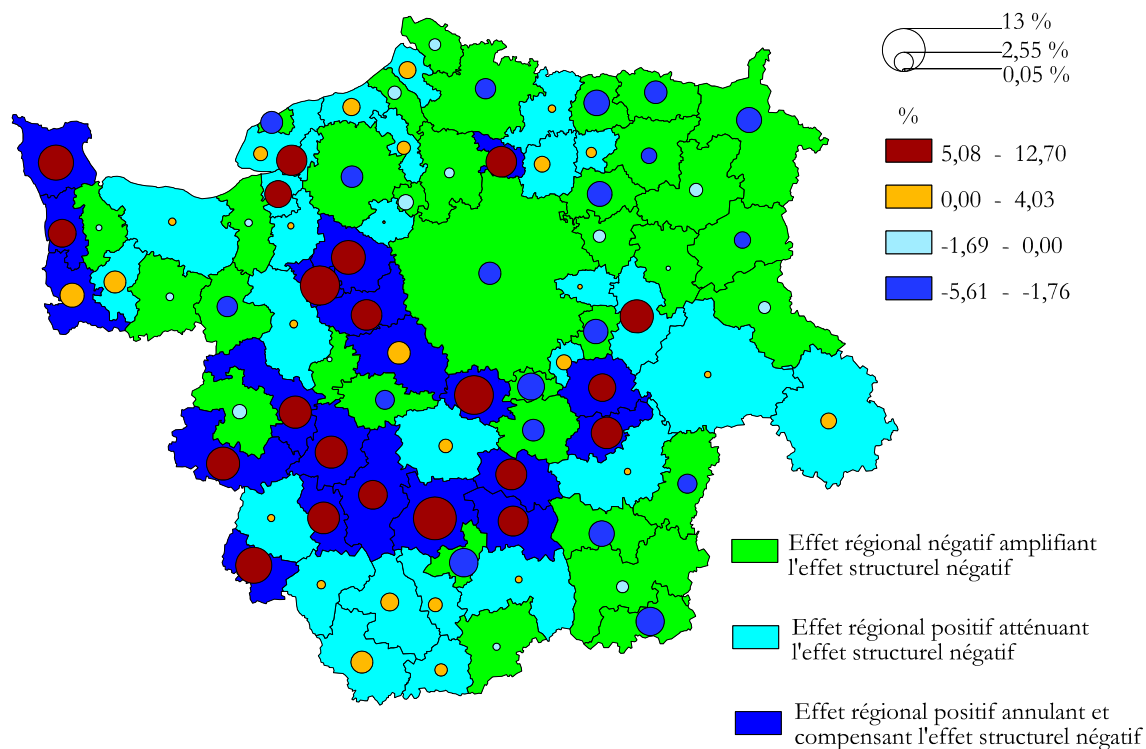 13 %
2,55 %
0,05 %
%
5,08 - 12,70
0,00 - 4,03
-1,69 - 0,00
-5,61 - -1,76
Effet régional négatif amplifiant
l'effet structurel négatif
Effet régional positif atténuant
l'effet structurel négatif
Effet régional positif annulant et
compensant l'effet structurel négatif